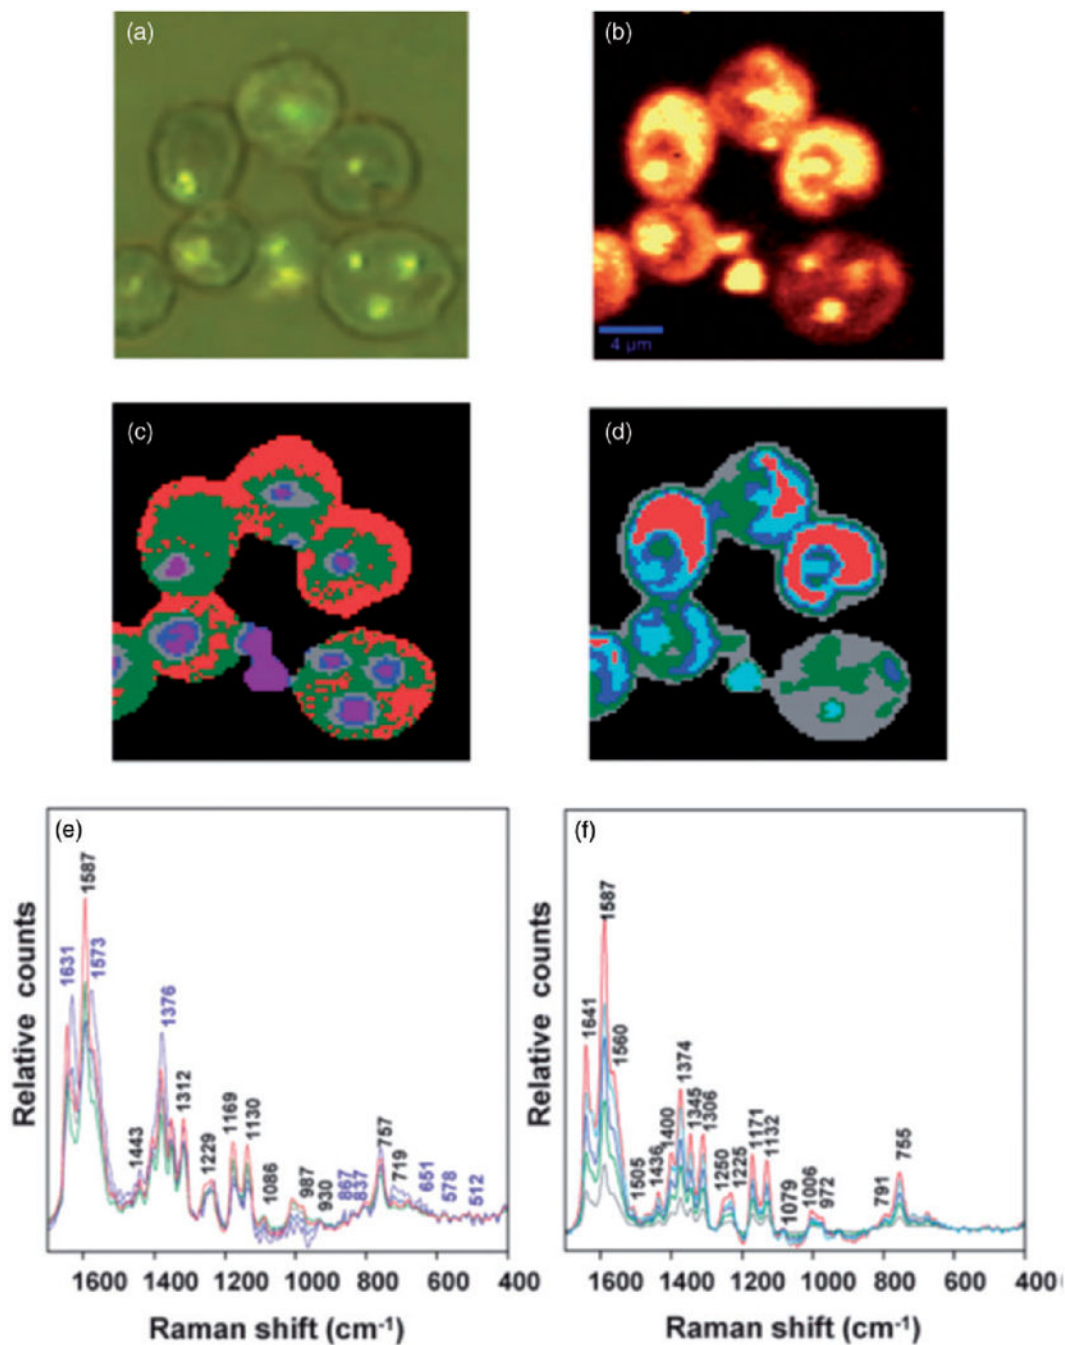 (a)
(b)
4 µm
(c)
(d)
(e)
1587
1631
1573
1376
1312
1443
1229
1169
1130
1086
987
930
867
837
757
719
651
578
512
Relative counts
1600 1400 1200 1000 800 600 400
Raman shift (cm-1)
(f)
1587
1641
1560
1505
1436
1400
1374
1345
1306
1250
1225
1171
1132
1079
1006
972
791
755
Relative counts
1600 1400 1200 1000 800 600 400
Raman shift (cm-1)